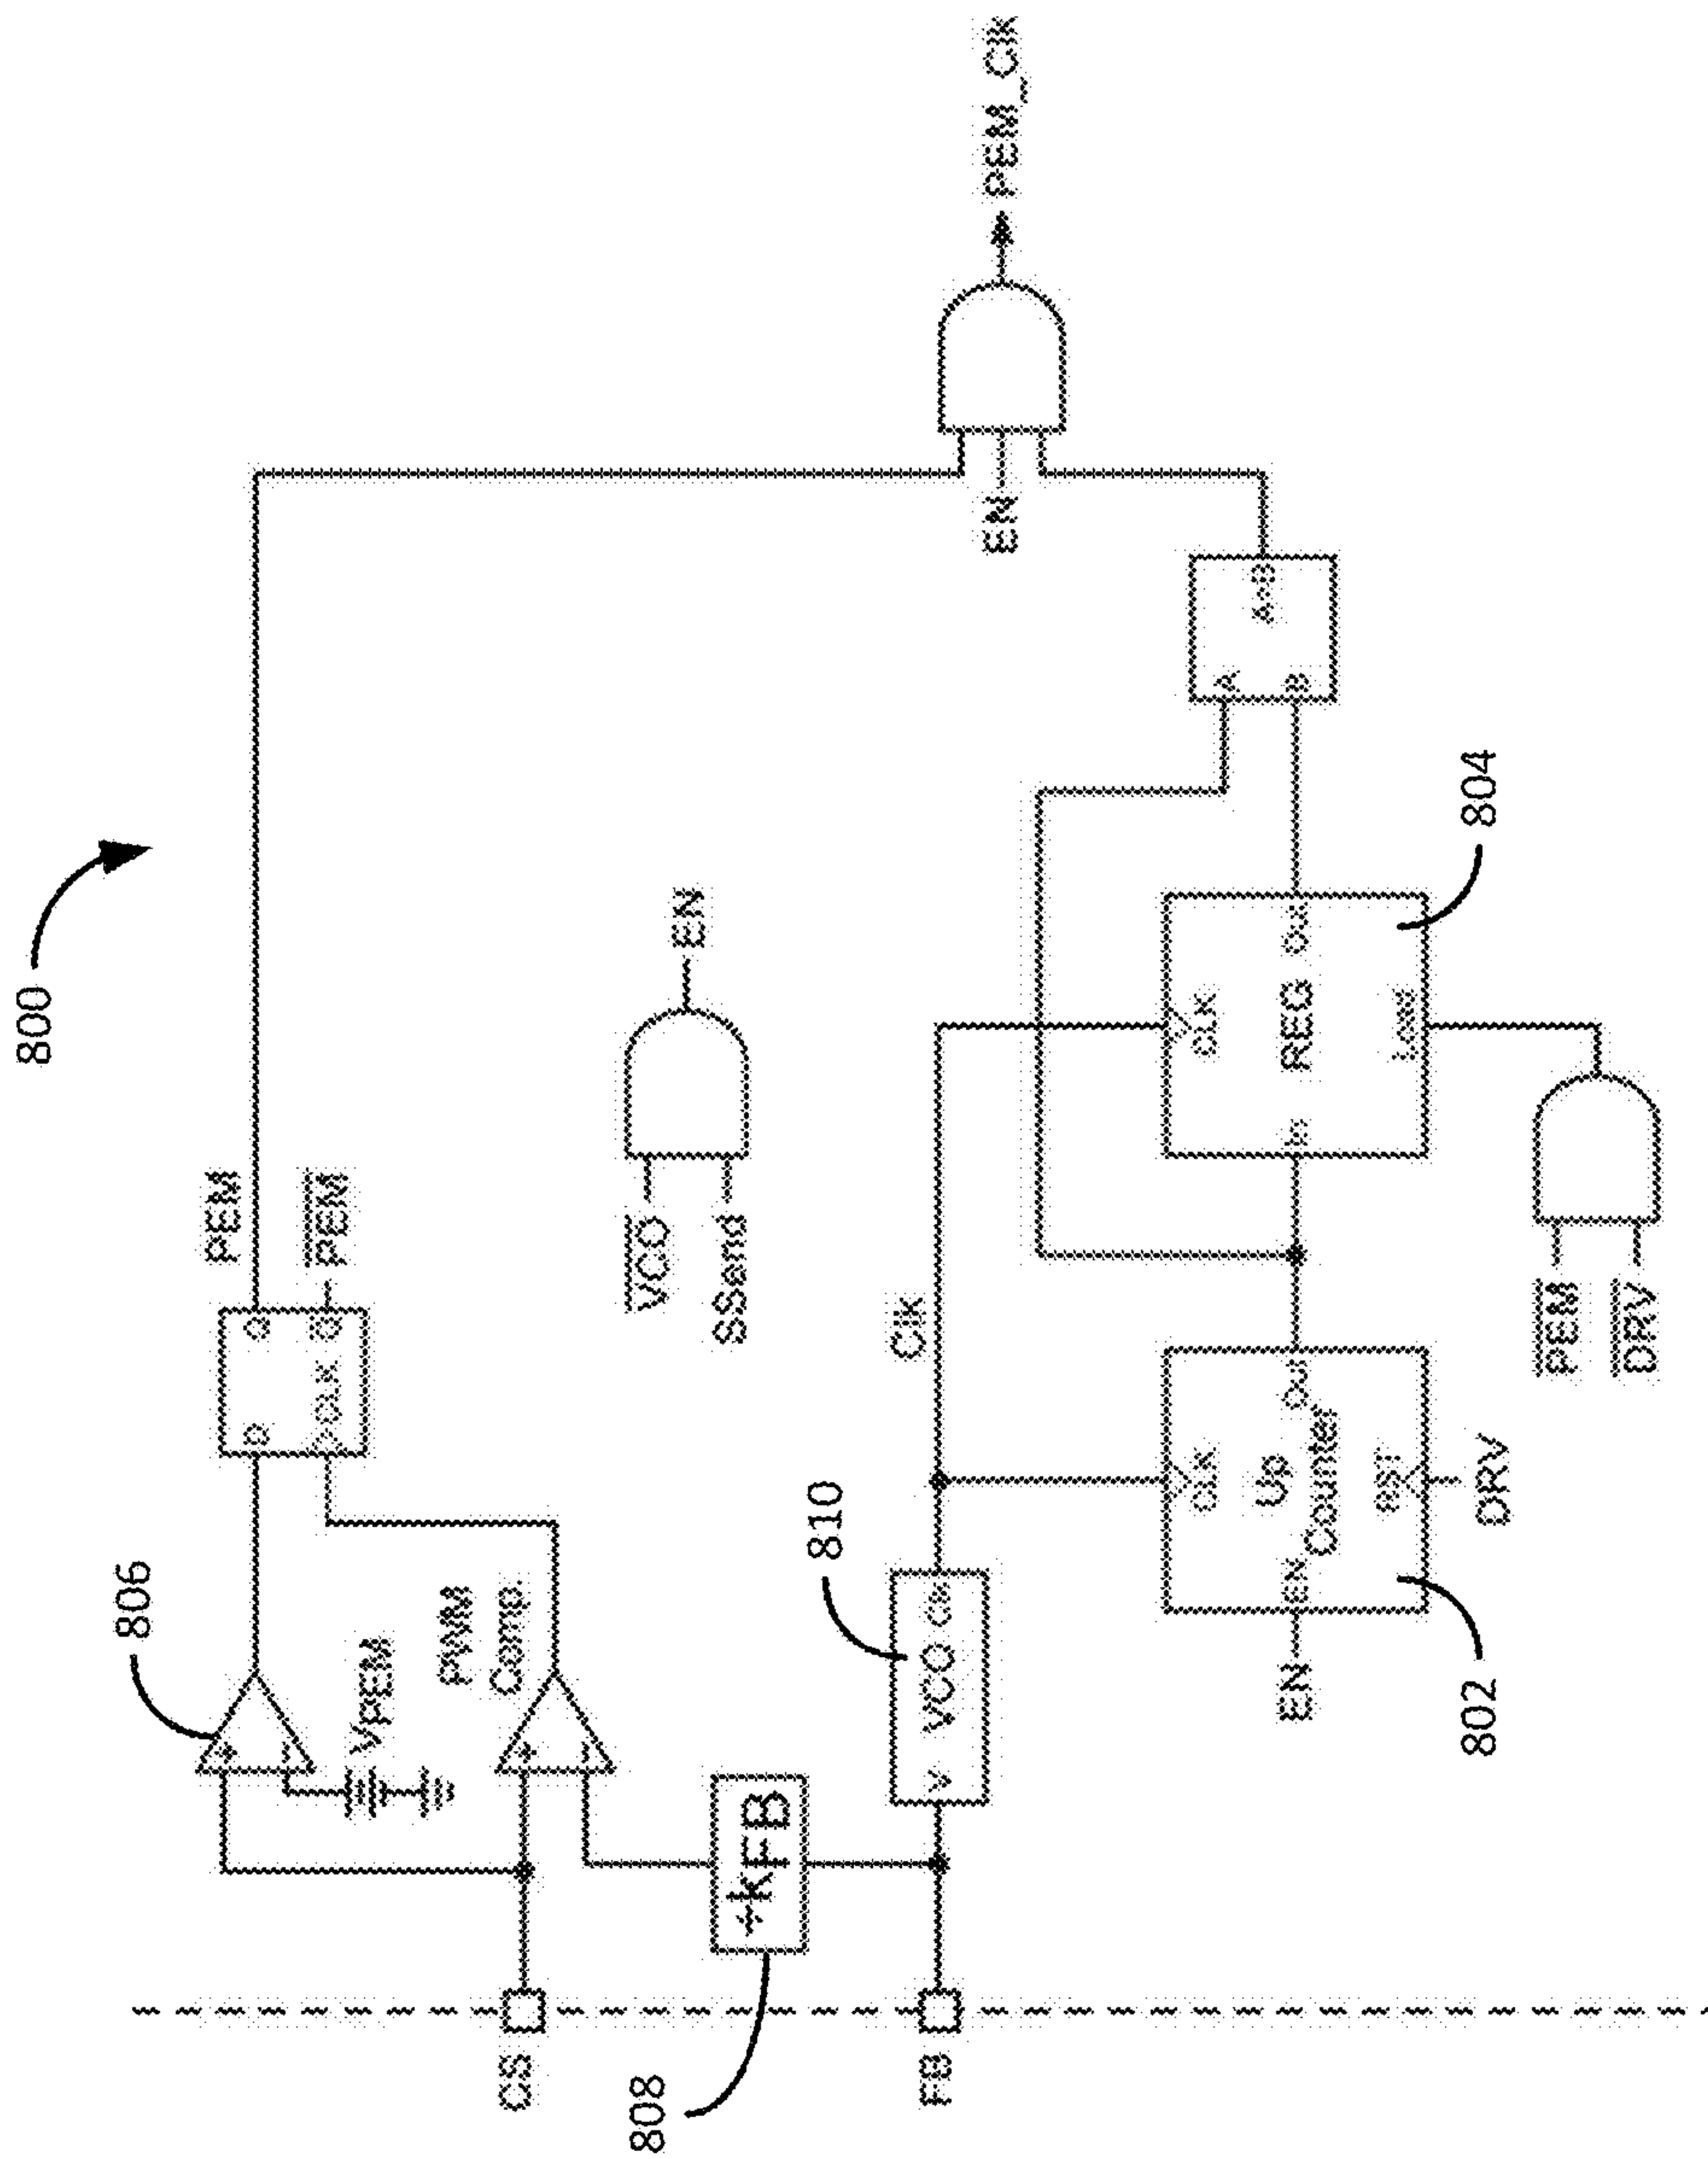 800
806
PEM
D
Q
CLK
Q
PEM
VPEM
PWM
Comp.
CS
808
÷kFB
VCO
SSend
EN
EN
PEM_Clk
FB
810
V
VCO
Clk
Clk
EN
CLK
Up
Counter
Out
RST
DRV
802
CLK
In
REG
Out
Load
804
PEM
DRV
A
B
A=B